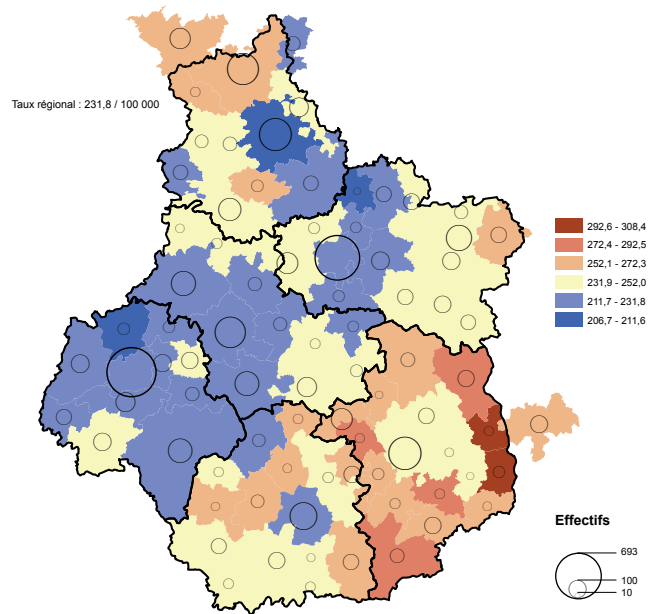 Taux régional : 231,8 / 100 000
292,6 - 308,4
272,4 - 292,5
252,1 - 272,3
231,9 - 252,0
211,7 - 231,8
206,7 - 211,6
Effectifs
693
100
10